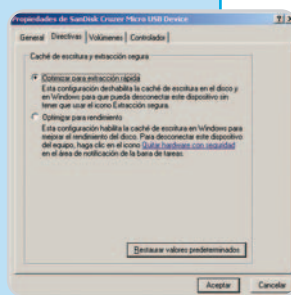 Propiedades de SanDisk Cruzer Micro USB Device
General Directivas Volúmenes Controlador
Caché de escritura y extracción segura
Optimizar para extracción rápida
Esta configuración deshabilita la caché de escritura en el disco y
en Windows para que pueda desconectar este dispositivo sin
tener que usar el icono Extracción segura.
Optimizar para rendimiento
Esta configuración habilita la caché de escritura en Windows para
mejorar el rendimiento del disco. Para desconectar este dispositivo
del equipo, haga clic en el icono Quitar hardware con seguridad
en el área de notificación de la barra de tareas.
Restaurar valores predeterminados
Aceptar Cancelar